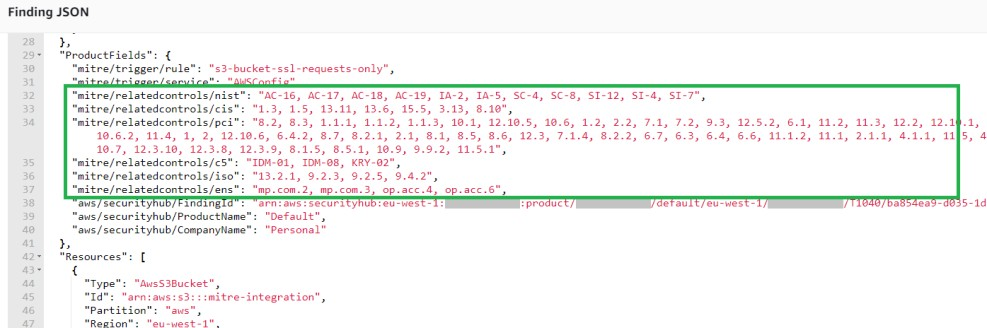 Finding JSON
28 },
29 "ProductFields": {
30 "mitre/trigger/rule": "s3-bucket-ssl-requests-only",
31 "mitre/trigger/service": "AWSConfig"
32 "mitre/relatedcontrols/nist": "AC-16, AC-17, AC-18, AC-19, IA-2, IA-5, SC-4, SC-8, SI-12, SI-4, SI-7",
33 "mitre/relatedcontrols/cis": "1.3, 1.5, 13.11, 13.6, 15.5, 3.13, 8.10",
34 "mitre/relatedcontrols/pci": "8.2, 8.3, 1.1.1, 1.1.2, 1.1.3, 10.1, 12.10.5, 10.6, 1.2, 2.2, 7.1, 7.2, 9.3, 12.5.2, 6.1, 11.2, 11.3, 12.2, 12.10.1,
10.6.2, 11.4, 1, 2, 12.10.6, 6.4.2, 8.7, 8.2.1, 2.1, 8.1, 8.5, 8.6, 12.3, 7.1.4, 8.2.2, 6.7, 6.3, 6.4, 6.6, 11.1.2, 11.1, 2.1.1, 4.1.1, 11.5, 4
10.7, 12.3.10, 12.3.8, 12.3.9, 8.1.5, 8.5.1, 10.9, 9.9.2, 11.5.1",
35 "mitre/relatedcontrols/c5": "IDM-01, IDM-08, KRY-02",
36 "mitre/relatedcontrols/iso": "13.2.1, 9.2.3, 9.2.5, 9.4.2",
37 "mitre/relatedcontrols/ens": "mp.com.2, mp.com.3, op.acc.4, op.acc.6",
38 "aws/securityhub/FindingId": "arn:aws:securityhub:eu-west-1: :product/ /default/eu-west-1/ /T1040/ba854ea9-d035-1d
39 "aws/securityhub/ProductName": "Default",
40 "aws/securityhub/CompanyName": "Personal"
41 },
42 "Resources": [
43 {
44 "Type": "AwsS3Bucket",
45 "Id": "arn:aws:s3:::mitre-integration",
46 "Partition": "aws",
47 "Region": "eu-west-1",